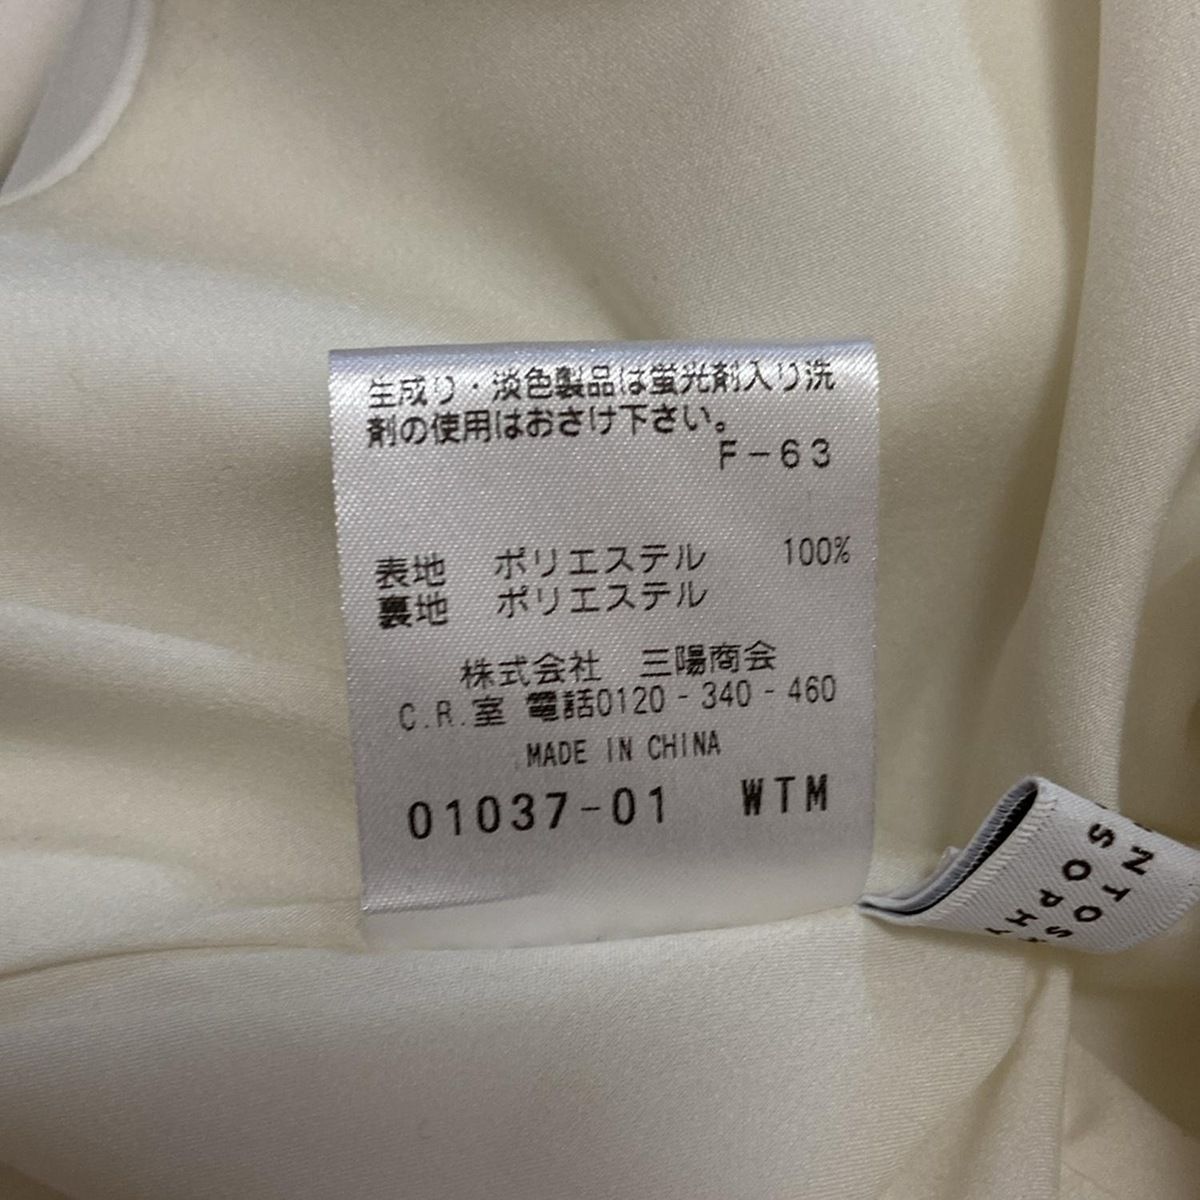 生成り・淡色製品は蛍光剤入り洗
剤の使用はおさけ下さい。
F-63
表地 ポリエステル 100%
裏地 ポリエステル
株式会社 三陽商会
C.R.室 電話0120-340-460
MADE IN CHINA
01037-01 WTM